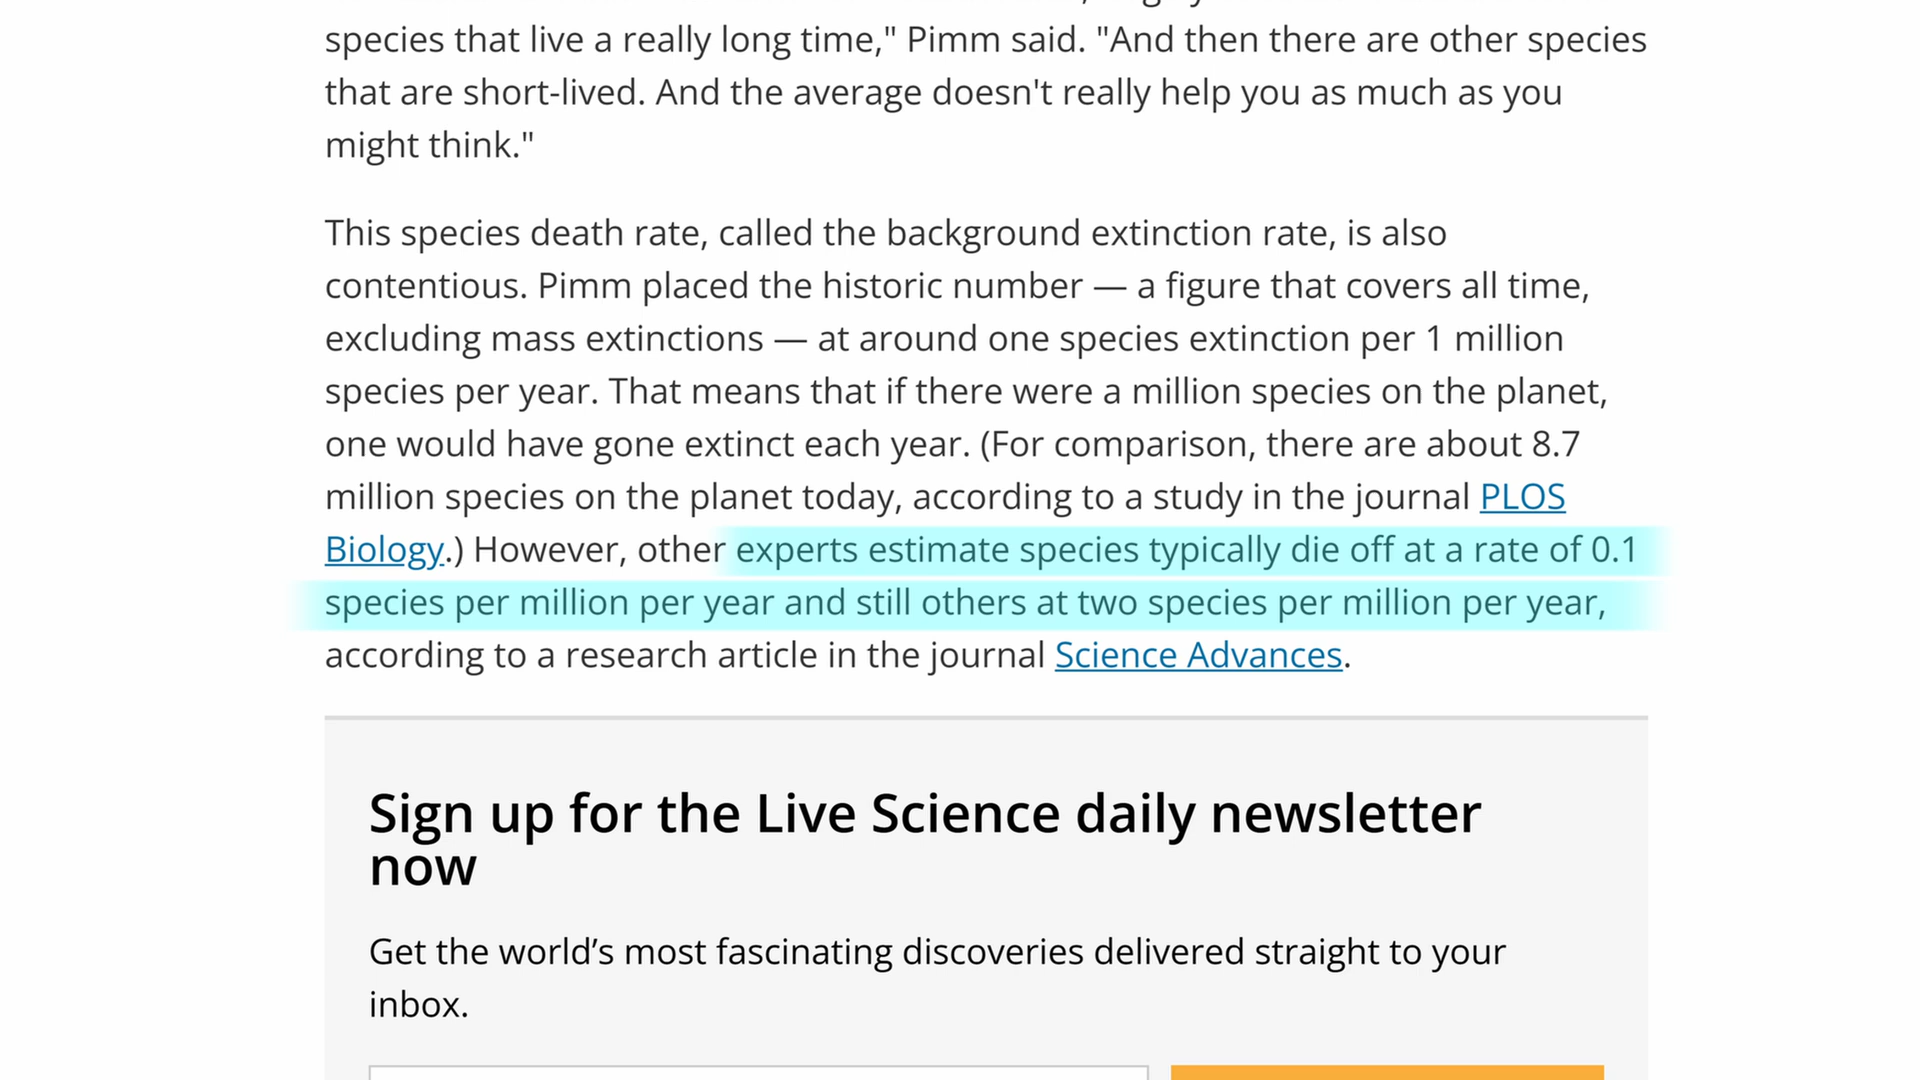 species that live a really long time," Pimm said. "And then there are other species
that are short-lived. And the average doesn't really help you as much as you
might think."
This species death rate, called the background extinction rate, is also
contentious. Pimm placed the historic number — a figure that covers all time,
excluding mass extinctions — at around one species extinction per 1 million
species per year. That means that if there were a million species on the planet,
one would have gone extinct each year. (For comparison, there are about 8.7
million species on the planet today, according to a study in the journal PLOS
Biology.) However, other experts estimate species typically die off at a rate of 0.1
species per million per year and still others at two species per million per year,
according to a research article in the journal Science Advances.
Sign up for the Live Science daily newsletter
now
Get the world’s most fascinating discoveries delivered straight to your
inbox.